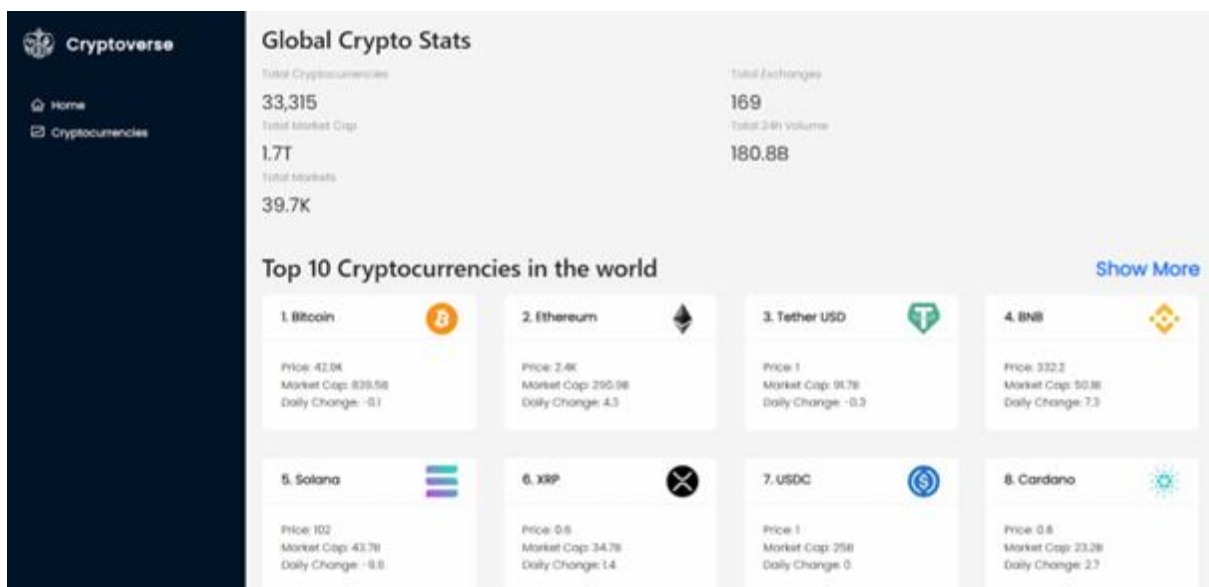 Cryptoverse
Home
Cryptocurrencies
Global Crypto Stats
Total Cryptocurrencies
33,315
Total Exchanges
169
Total Market Cap
1.7T
Total 24h Volume
180.8B
Total Markets
39.7K
Top 10 Cryptocurrencies in the world
Show More
1. Bitcoin
Price: 42.9K
Market Cap: 839.5B
Daily Change: -0.1
2. Ethereum
Price: 2.4K
Market Cap: 290.9B
Daily Change: 4.3
3. Tether USD
Price: 1
Market Cap: 91.7B
Daily Change: -0.3
4. BNB
Price: 332.2
Market Cap: 50.1B
Daily Change: 7.3
5. Solana
Price: 102
Market Cap: 43.7B
Daily Change:
6. XRP
Price: 0.6
Market Cap: 34.7B
Daily Change: 1.4
7. USDC
Price: 1
Market Cap: 25B
Daily Change: 0
8. Cardano
Price: 0.6
Market Cap: 23.2B
Daily Change: 2.7